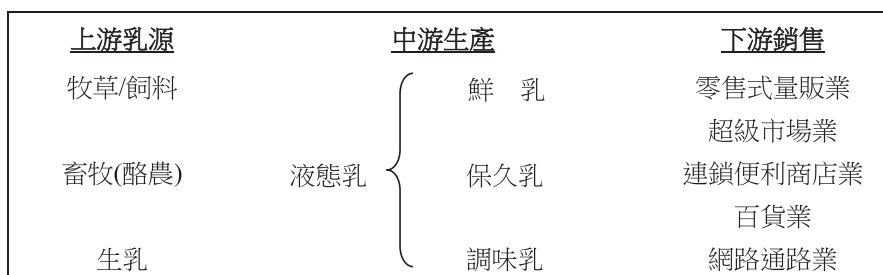 上游乳源 中游生產 下游銷售
牧草/飼料 鮮 乳 零售式量販業
超級市場業
畜牧(酪農) 液態乳 保久乳 連鎖便利商店業
百貨業
生乳 調味乳 網路通路業